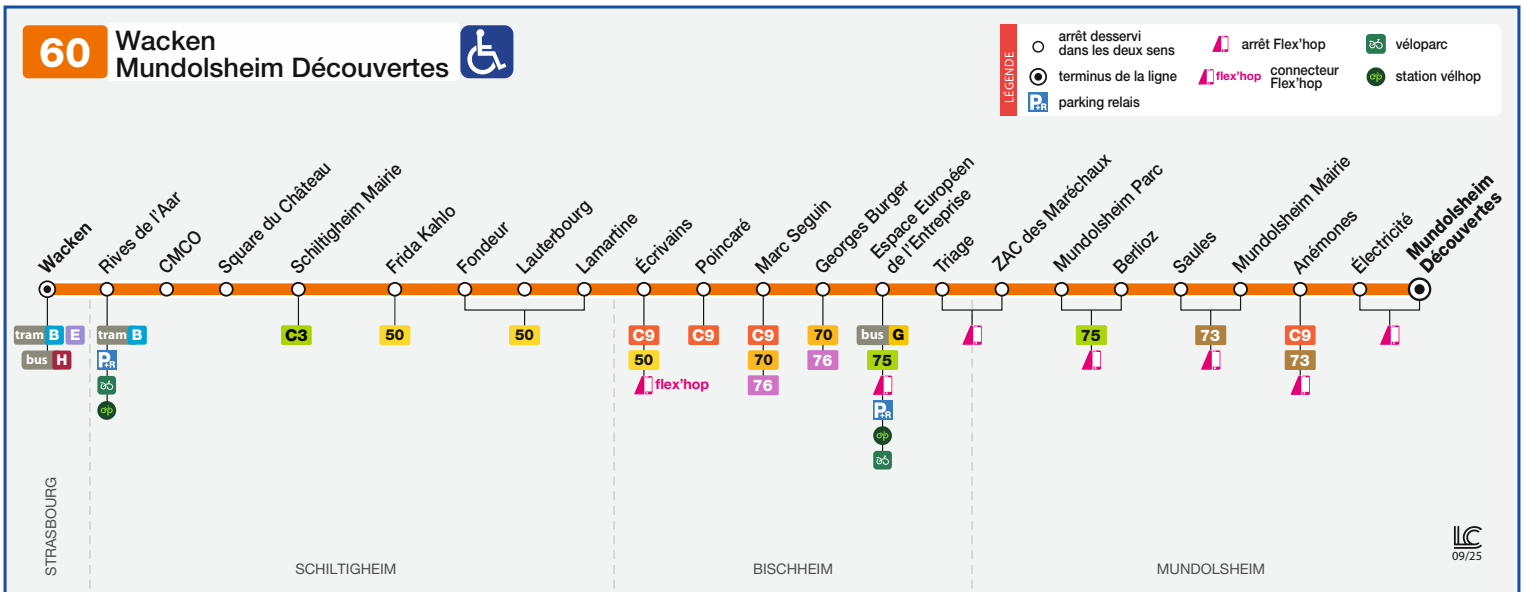 60
Wacken
Mundolsheim Découvertes
LÉGENDE
arrêt desservi
dans les deux sens
terminus de la ligne
P+R
parking relais
arrêt Flex'hop
flex'hop
connecteur
Flex'hop
véloparc
station vélhop
Wacken
Rives de l'Aar
CMCO
Square du Château
Schiltigheim Mairie
Frida Kahlo
Fondeur
Lauterbourg
Lamartine
Écrivains
Poincaré
Marc Seguin
Georges Burger
Espace Européen
de l'Entreprise
Triage
ZAC des Maréchaux
Mundolsheim Parc
Berlioz
Saules
Mundolsheim Mairie
Anémones
Électricité
Mundolsheim
Découvertes
tram B E
bus H
tram B
P+R
C3
50
50
C9
50
flex'hop
C9
C9
70
76
70
76
bus G
75
P+R
75
73
C9
73
STRASBOURG
SCHILTIGHEIM
BISCHHEIM
MUNDOLSHEIM
LC
09/25